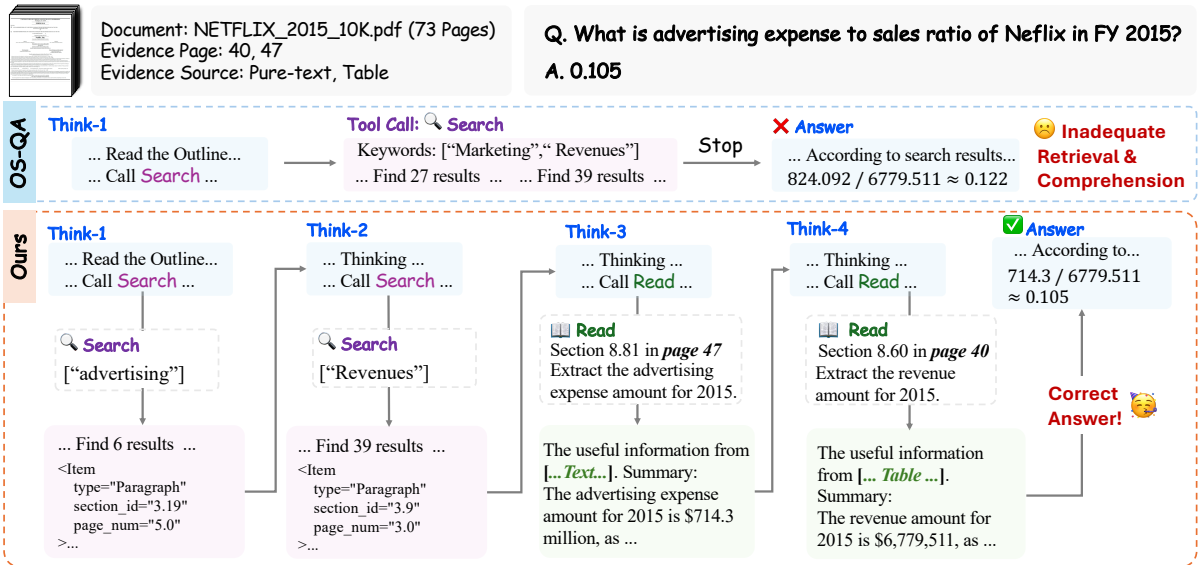 Document: NETFLIX_2015_10K.pdf (73 Pages)
Evidence Page: 40, 47
Evidence Source: Pure-text, Table
Q. What is advertising expense to sales ratio of Neflix in FY 2015?
A. 0.105
OS-QA
Think-1
... Read the Outline...
... Call Search ...
Tool Call: Search
Keywords: [“Marketing”,“ Revenues”]
... Find 27 results ... ... Find 39 results ...
Stop
Answer
... According to search results...
824.092 / 6779.511 ≈ 0.122
Inadequate
Retrieval &
Comprehension
Ours
Think-1
... Read the Outline...
... Call Search ...
Search
[“advertising”]
... Find 6 results ...
<Item
type="Paragraph"
section_id="3.19"
page_num="5.0"
>...
Think-2
... Thinking ...
... Call Search ...
Search
[“Revenues”]
... Find 39 results ...
<Item
type="Paragraph"
section_id="3.9"
page_num="3.0"
>...
Think-3
... Thinking ...
... Call Read ...
Read
Section 8.81 in page 47
Extract the advertising
expense amount for 2015.
The useful information from
[...Text...]. Summary:
The advertising expense
amount for 2015 is $714.3
million, as ...
Think-4
... Thinking ...
... Call Read ...
Read
Section 8.60 in page 40
Extract the revenue
amount for 2015.
The useful information
from [... Table ...].
Summary:
The revenue amount for
2015 is $6,779,511, as ...
Answer
... According to...
714.3 / 6779.511
≈ 0.105
Correct
Answer!